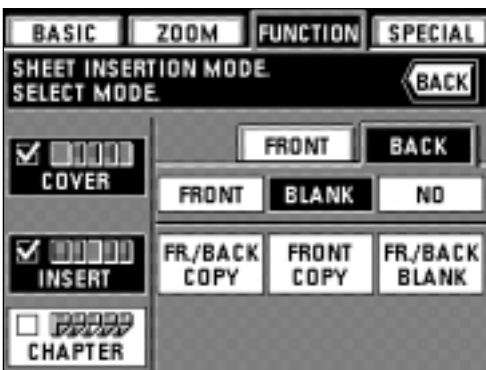 BASIC ZOOM FUNCTION SPECIAL
SHEET INSERTION MODE.
SELECT MODE.
BACK
FRONT BACK
COVER
FRONT BLANK NO
INSERT
FR./BACK COPY
FRONT COPY
FR./BACK BLANK
CHAPTER